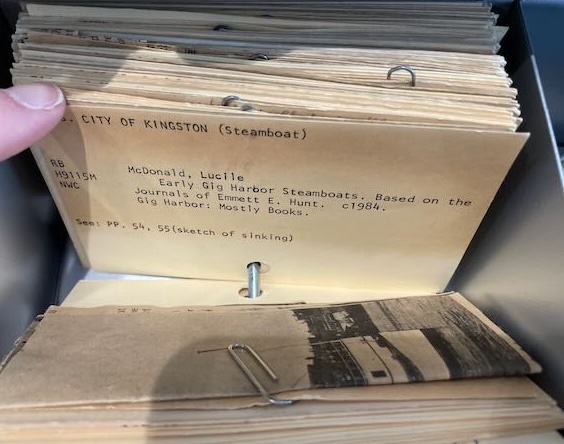 . CITY OF KINGSTON (Steamboat)
RB
H9115M
NWC
McDonald, Lucile
Early Gig Harbor Steamboats. Based on the
Journals of Emmett E. Hunt. c1984.
Gig Harbor: Mostly Books.
See: PP. 54, 55(sketch of sinking)